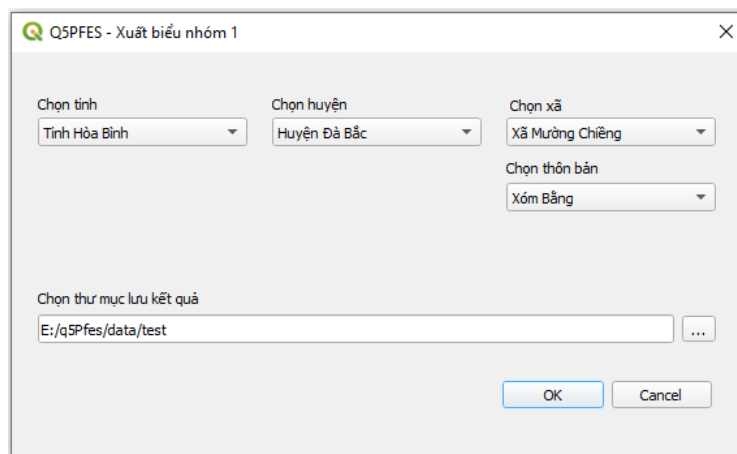 Q5PFES - Xuất biểu nhóm 1
Chọn tỉnh
Chọn huyện
Chọn xã
Tỉnh Hòa Bình
Huyện Đà Bắc
Xã Mường Chiềng
Chọn thôn bản
Xóm Bằng
Chọn thư mục lưu kết quả
E:/q5Pfes/data/test
...
OK
Cancel